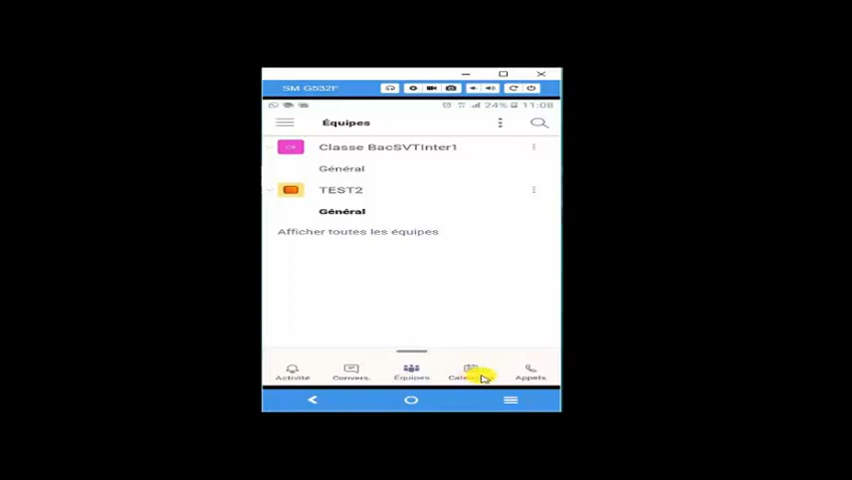 SM G532F
24% 11:08
Équipes
Classe BacSVTInter1
Général
TEST2
Général
Afficher toutes les équipes
Activité Convers. Équipes Appels